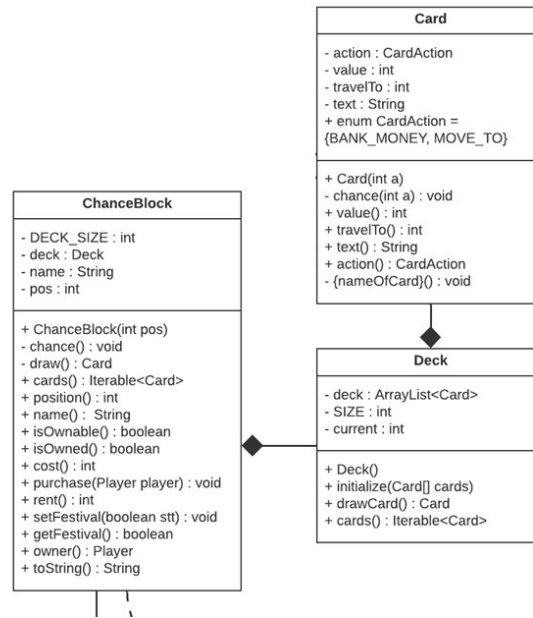 Card
- action : CardAction
- value : int
- travelTo : int
- text : String
+ enum CardAction =
{BANK_MONEY, MOVE_TO}
+ Card(int a)
- chance(int a) : void
+ value() : int
+ travelTo() : int
+ text() : String
+ action() : CardAction
- {nameOfCard}() : void
ChanceBlock
- DECK_SIZE : int
- deck : Deck
- name : String
- pos : int
+ ChanceBlock(int pos)
- chance() : void
- draw() : Card
+ cards() : Iterable<Card>
+ position() : int
+ name() :  String
+ isOwnable() : boolean
+ isOwned() : boolean
+ cost() : int
+ purchase(Player player) : void
+ rent() : int
+ setFestival(boolean stt) : void
+ getFestival() : boolean
+ owner() : Player
+ toString() : String
Deck
- deck : ArrayList<Card>
- SIZE : int
- current : int
+ Deck()
+ initialize(Card[] cards)
+ drawCard() : Card
+ cards() : Iterable<Card>